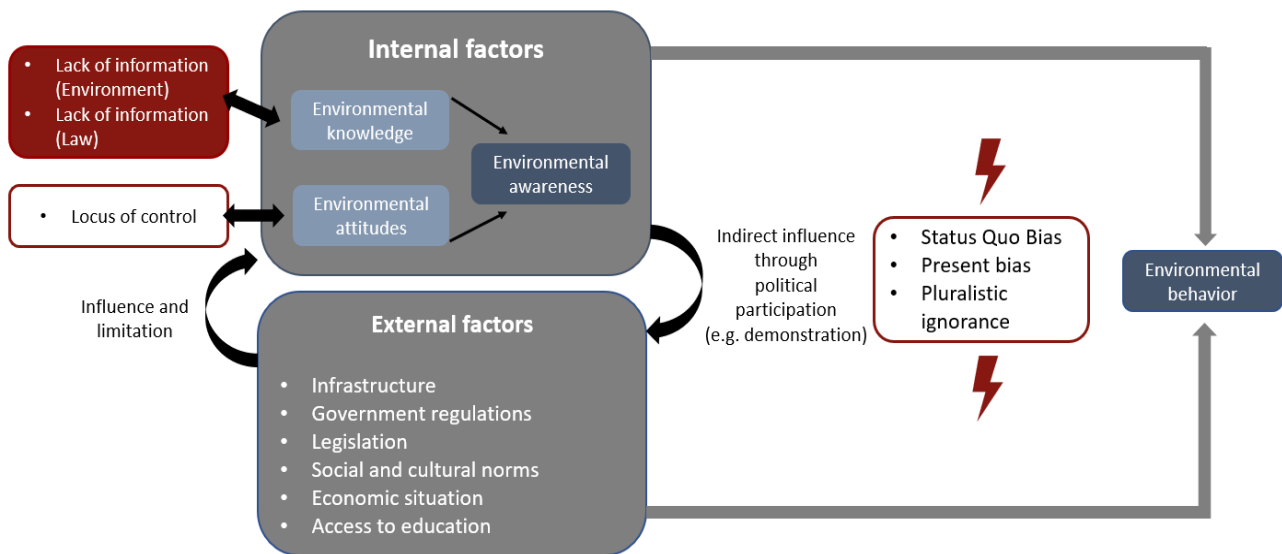 Internal factors
• Lack of information
(Environment)
• Lack of information
(Law)
Environmental
knowledge
Environmental
awareness
• Locus of control
Environmental
attitudes
Influence and
limitation
Indirect influence
through
political
participation
(e.g. demonstration)
• Status Quo Bias
• Present bias
• Pluralistic
ignorance
Environmental
behavior
External factors
• Infrastructure
• Government regulations
• Legislation
• Social and cultural norms
• Economic situation
• Access to education